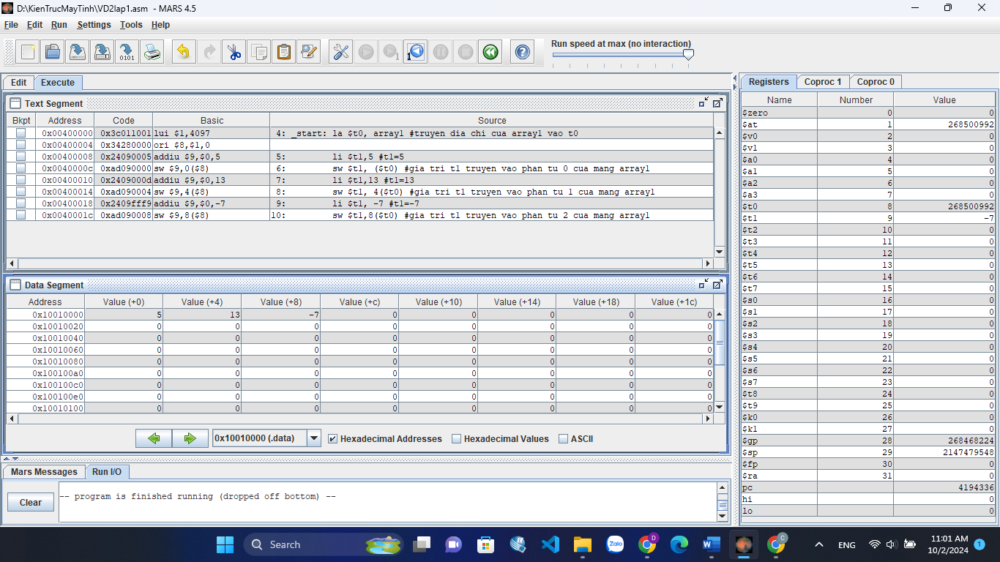 D:\KienTrucMayTinh\VD2lap1.asm - MARS 4.5
File Edit Run Settings Tools Help
Run speed at max (no interaction)
Edit Execute
Registers Coproc 1 Coproc 0
Text Segment
Bkpt Address Code Basic Source
0x00400000 0x3c011001 lui $1,4097 4: _start: la $t0, array1 #truyen dia chi cua array1 vao t0
0x00400004 0x34280000 ori $8,$1,0
0x00400008 0x24090005 addiu $9,$0,5 5: li $t1,5 #t1=5
0x0040000c 0xad090000 sw $9,0($8) 6: sw $t1, ($t0) #gia tri t1 truyen vao phan tu 0 cua mang array1
0x00400010 0x2409000d addiu $9,$0,13 7: li $t1,13 #t1=13
0x00400014 0xad090004 sw $9,4($8) 8: sw $t1, 4($t0) #gia tri t1 truyen vao phan tu 1 cua mang array1
0x00400018 0x2409fff9 addiu $9,$0,-7 9: li $t1, -7 #t1=-7
0x0040001c 0xad090008 sw $9,8($8) 10: sw $t1,8($t0) #gia tri t1 truyen vao phan tu 2 cua mang array1
Data Segment
Address Value (+0) Value (+4) Value (+8) Value (+c) Value (+10) Value (+14) Value (+18) Value (+1c)
0x10010000 5 13 -7 0 0 0 0 0
0x10010020 0 0 0 0 0 0 0 0
0x10010040 0 0 0 0 0 0 0 0
0x10010060 0 0 0 0 0 0 0 0
0x10010080 0 0 0 0 0 0 0 0
0x100100a0 0 0 0 0 0 0 0 0
0x100100c0 0 0 0 0 0 0 0 0
0x100100e0 0 0 0 0 0 0 0 0
0x10010100 0 0 0 0 0 0 0 0
0x10010000 (.data) Hexadecimal Addresses Hexadecimal Values ASCII
Mars Messages Run I/O
Clear
-- program is finished running (dropped off bottom) --
Name Number Value
$zero 0 0
$at 1 268500992
$v0 2 0
$v1 3 0
$a0 4 0
$a1 5 0
$a2 6 0
$a3 7 0
$t0 8 268500992
$t1 9 -7
$t2 10 0
$t3 11 0
$t4 12 0
$t5 13 0
$t6 14 0
$t7 15 0
$s0 16 0
$s1 17 0
$s2 18 0
$s3 19 0
$s4 20 0
$s5 21 0
$s6 22 0
$s7 23 0
$t8 24 0
$t9 25 0
$k0 26 0
$k1 27 0
$gp 28 268468224
$sp 29 2147479548
$fp 30 0
$ra 31 0
pc 4194336
hi 0
lo 0
Search
Zalo
D
C
ENG
11:01 AM
10/2/2024
1